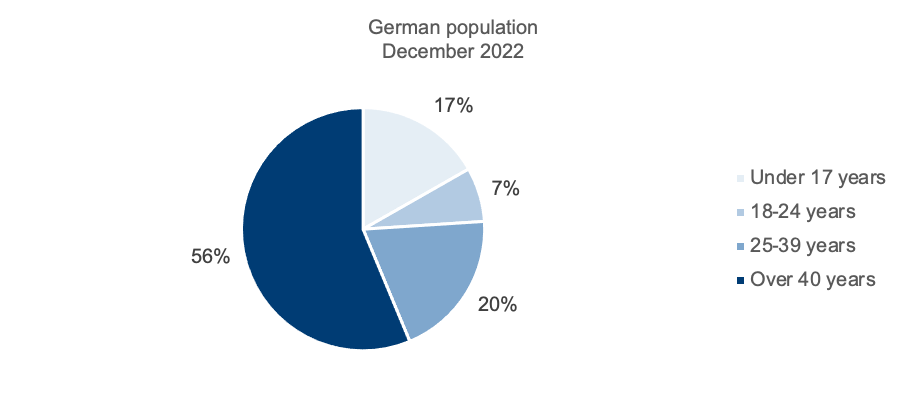 German population
December 2022
17%
7%
56%
20%
Under 17 years
18-24 years
25-39 years
Over 40 years